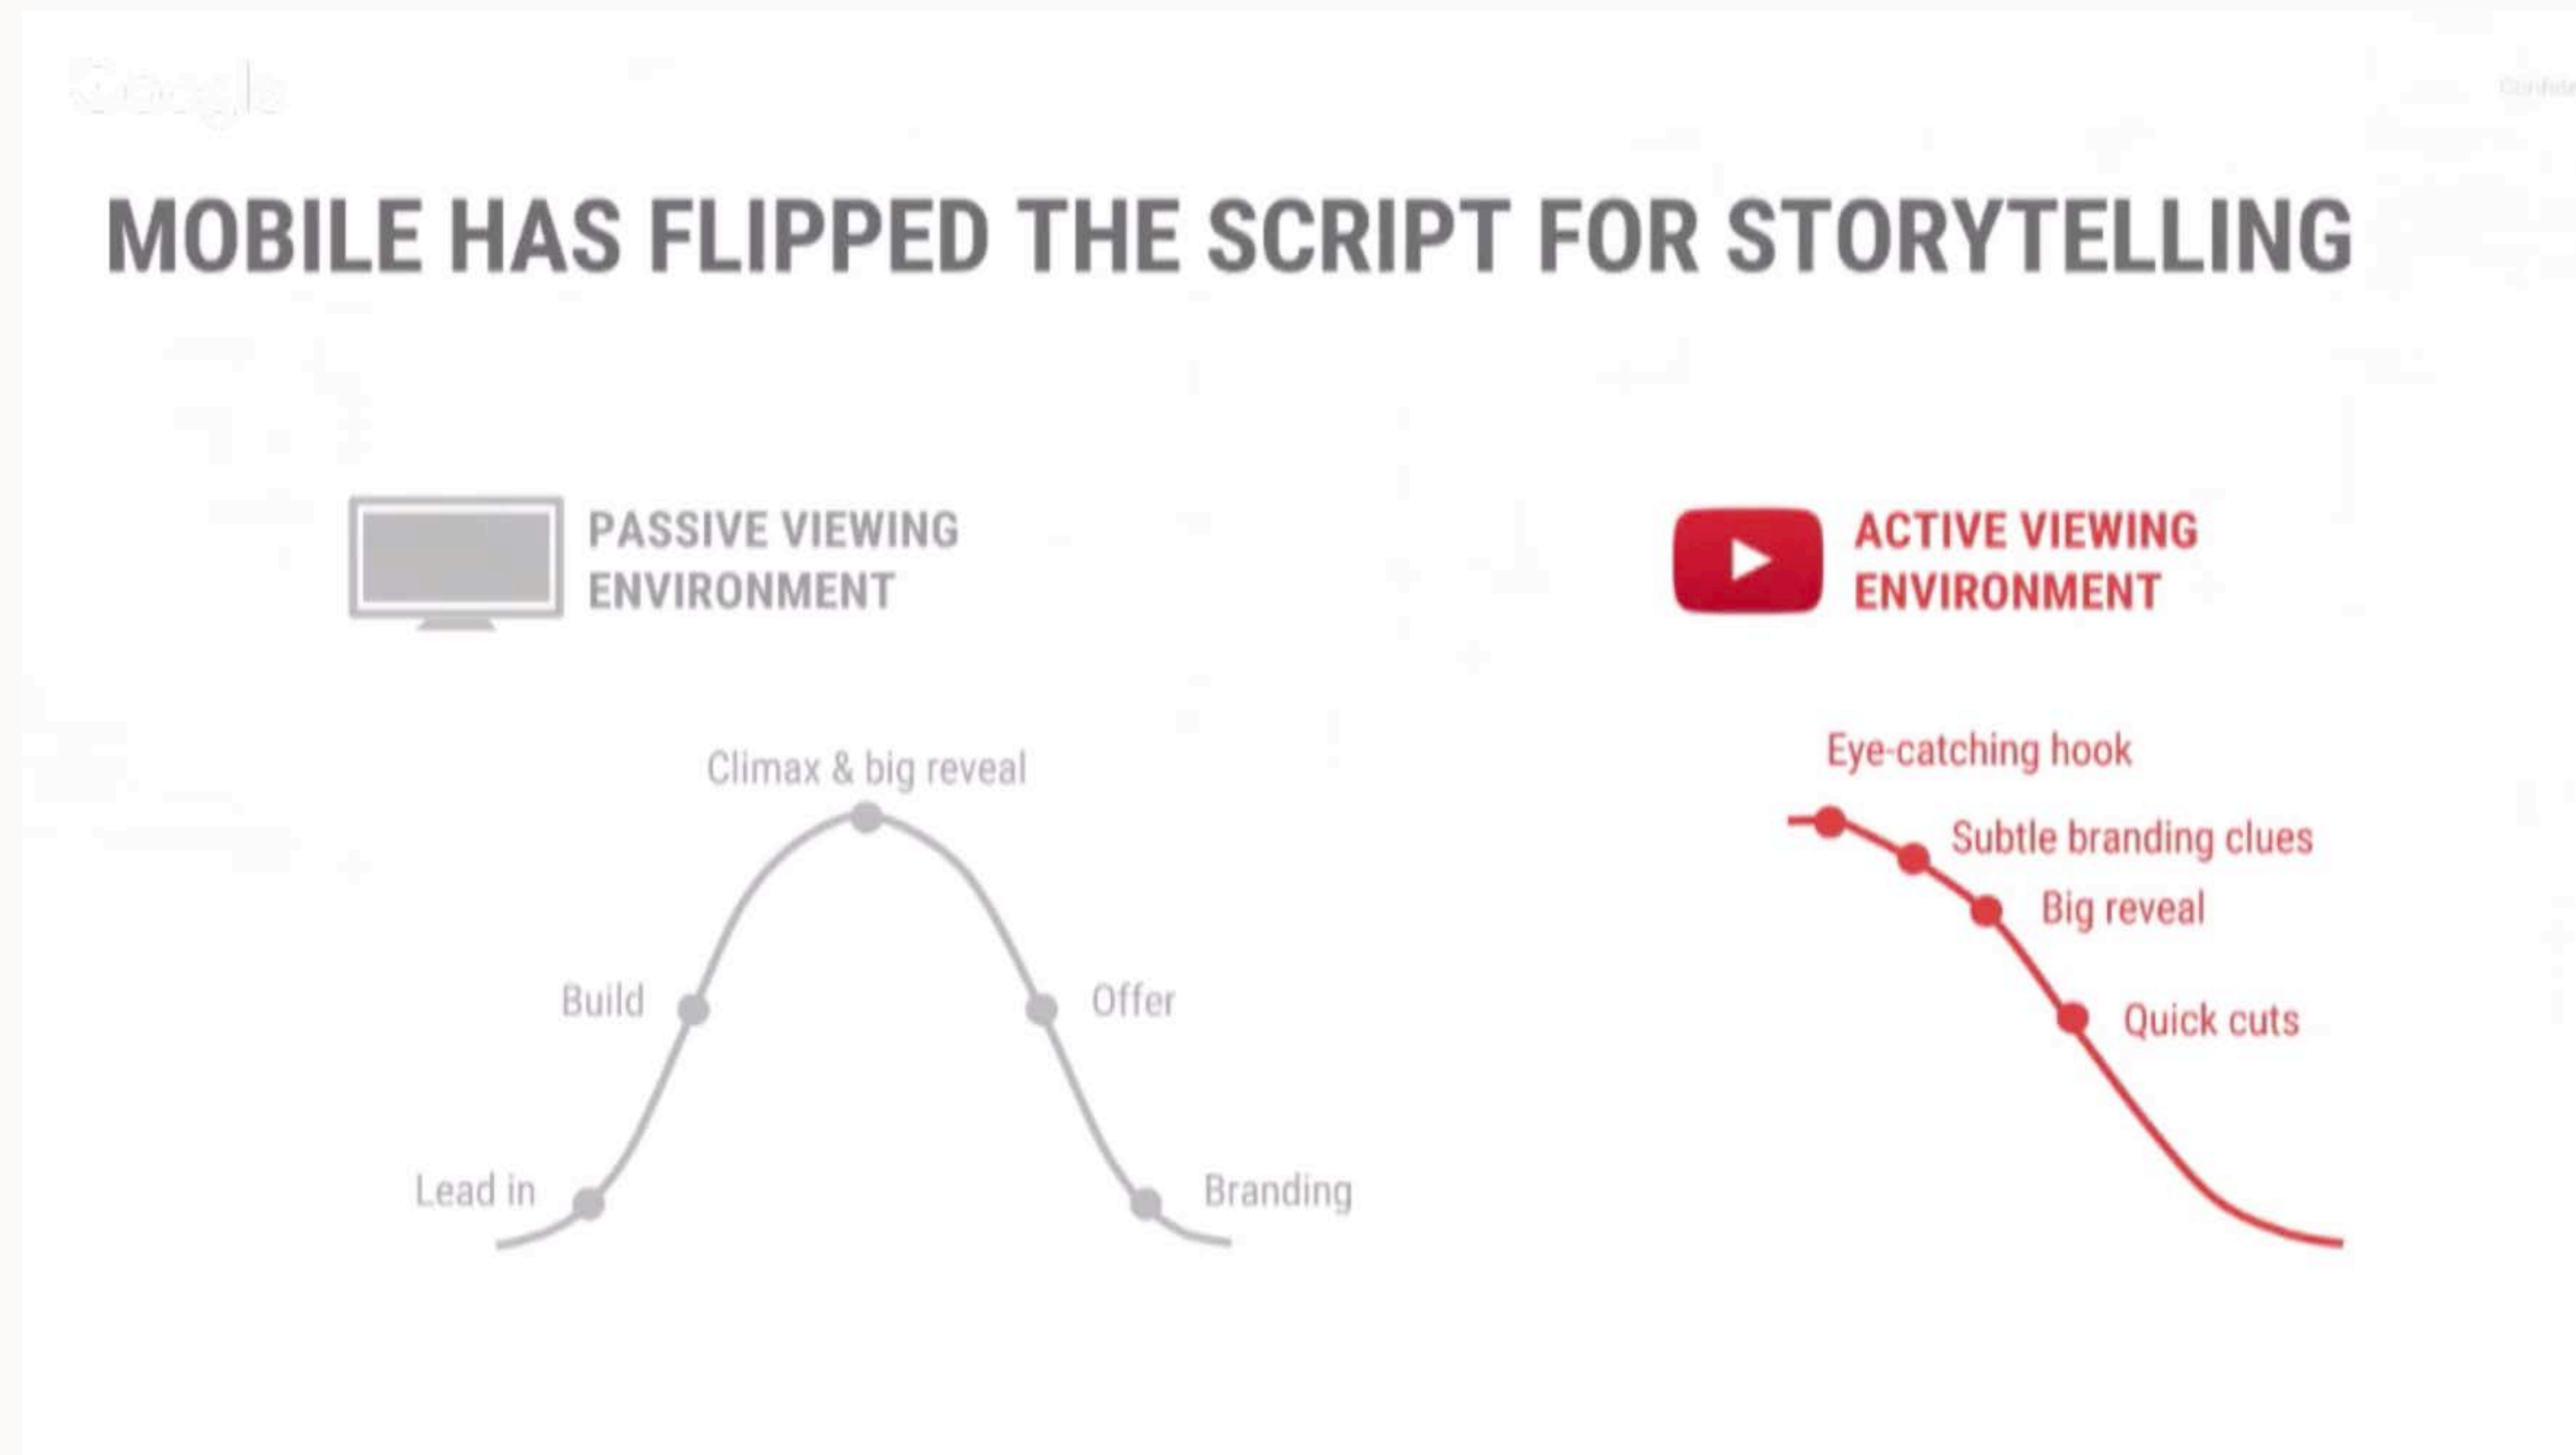 Google
MOBILE HAS FLIPPED THE SCRIPT FOR STORYTELLING
PASSIVE VIEWING
ENVIRONMENT
Climax & big reveal
Build
Offer
Lead in
Branding
ACTIVE VIEWING
ENVIRONMENT
Eye-catching hook
Subtle branding clues
Big reveal
Quick cuts